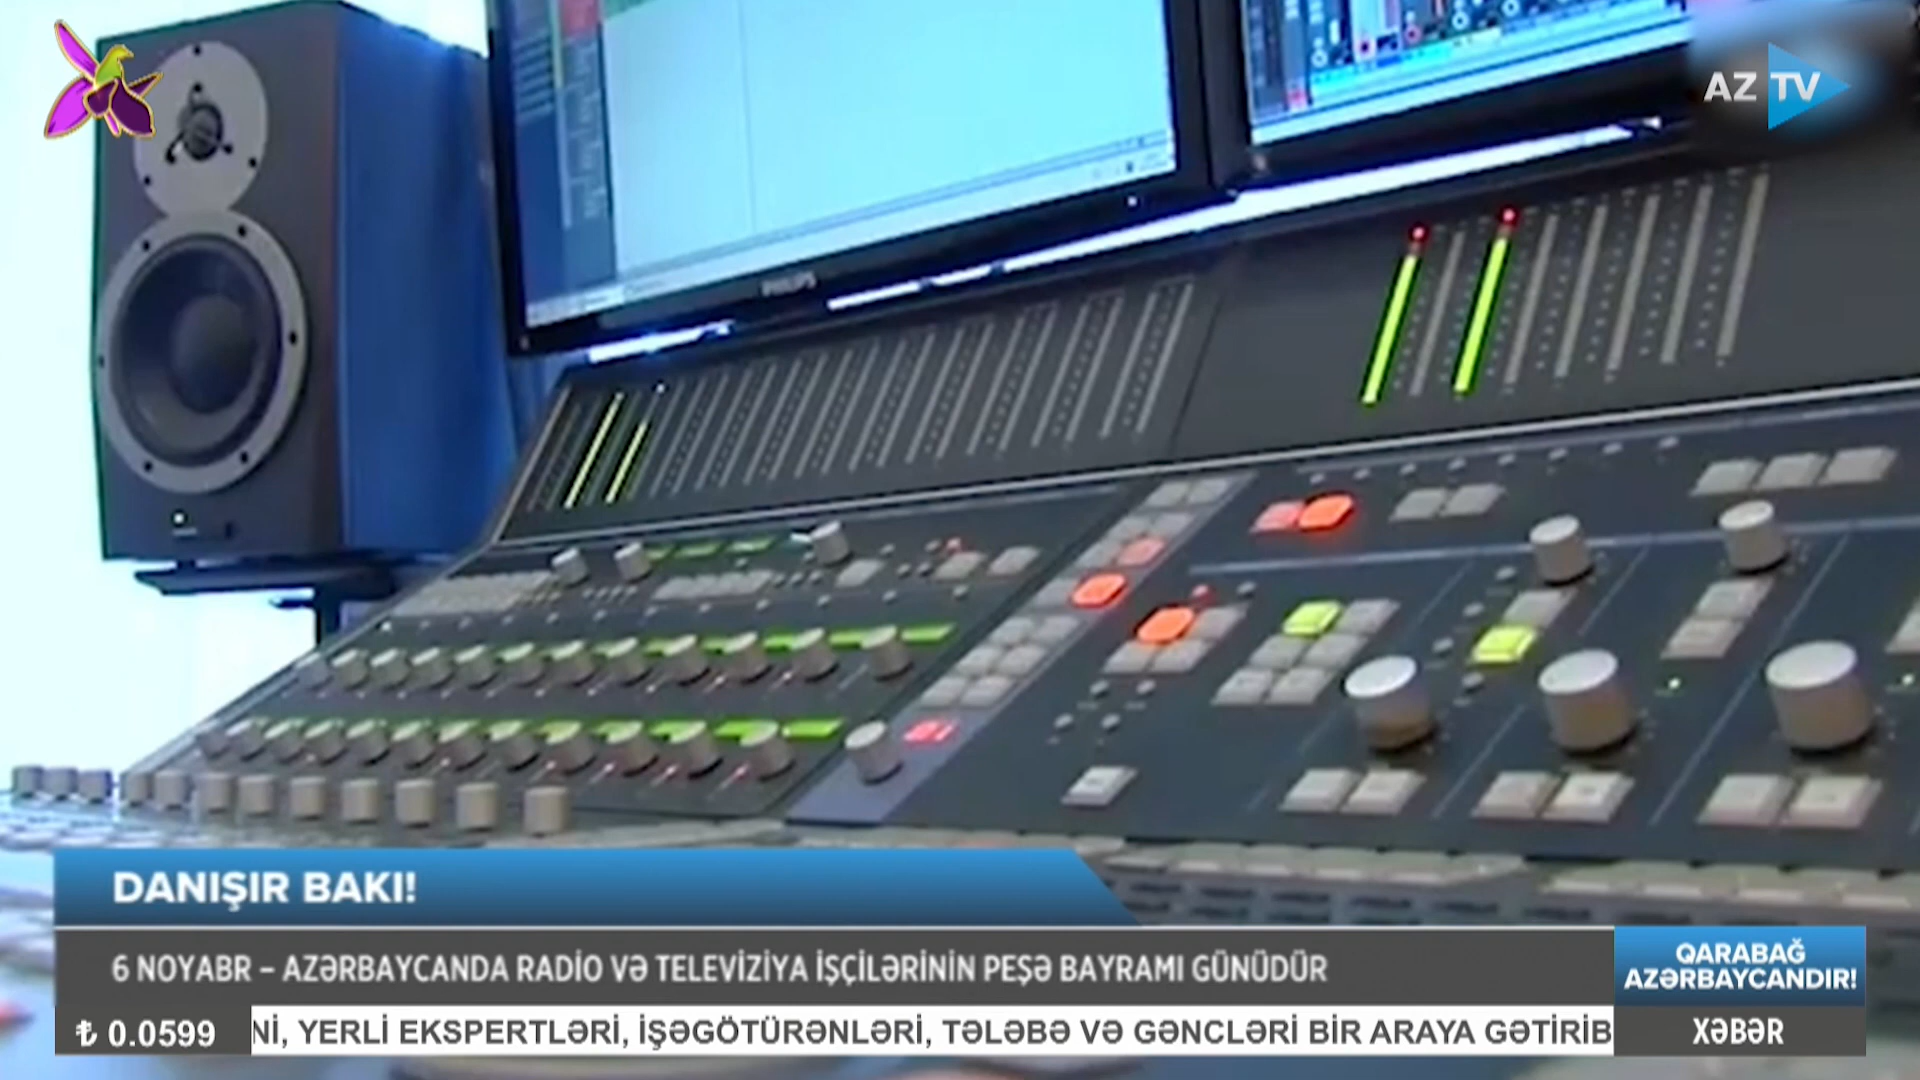 AZ TV
PHILIPS
DANIŞIR BAKI!
6 NOYABR – AZƏRBAYCANDA RADİO VƏ TELEVİZİYA İŞÇİLƏRİNİN PEŞƏ BAYRAMI GÜNÜDÜR
QARABAĞ
AZƏRBAYCANDIR!
₺ 0.0599
Nİ, YERLİ EKSPERTLƏRİ, İŞƏGÖTÜRƏNLƏRİ, TƏLƏBƏ VƏ GƏNCLƏRİ BİR ARAYA GƏTİRİB
XƏBƏR